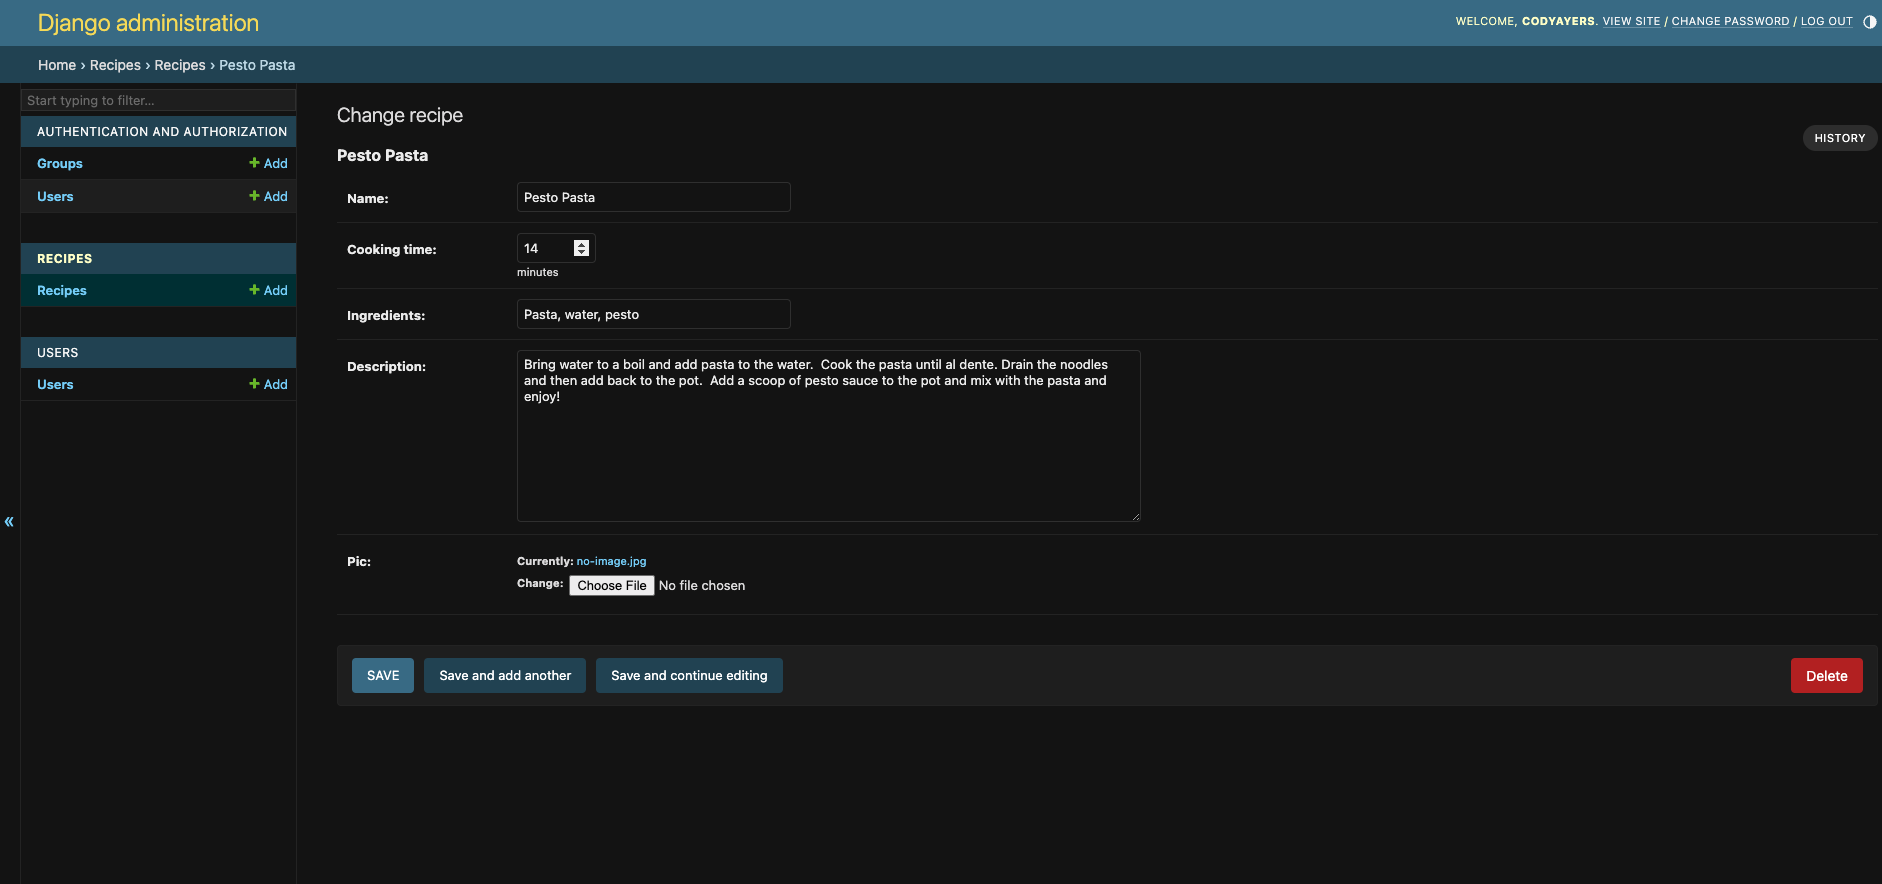 Django administration
WELCOME, CODYAYERS. VIEW SITE / CHANGE PASSWORD / LOG OUT
Home › Recipes › Recipes › Pesto Pasta
Start typing to filter...
AUTHENTICATION AND AUTHORIZATION
Groups + Add
Users + Add
RECIPES
Recipes + Add
USERS
Users + Add
«
Change recipe
HISTORY
Pesto Pasta
Name: Pesto Pasta
Cooking time: 14
minutes
Ingredients: Pasta, water, pesto
Description: Bring water to a boil and add pasta to the water.  Cook the pasta until al dente. Drain the noodles
and then add back to the pot.  Add a scoop of pesto sauce to the pot and mix with the pasta and
enjoy!
Pic: Currently: no-image.jpg
Change: Choose File No file chosen
SAVE Save and add another Save and continue editing Delete